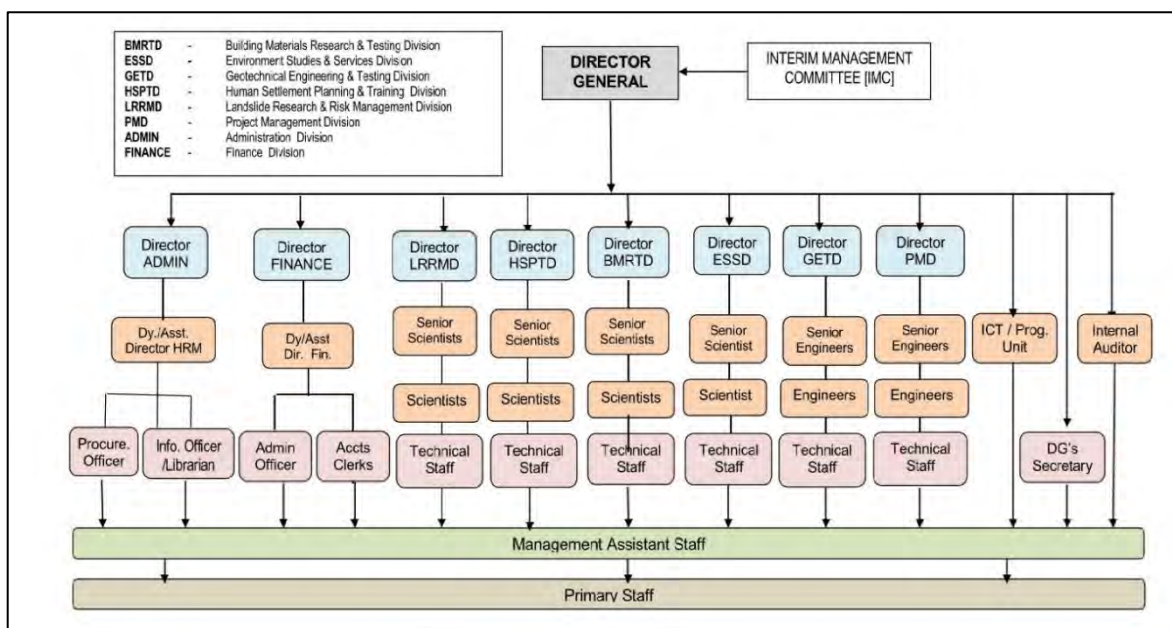 BMRTD - Building Materials Research & Testing Division
ESSD - Environment Studies & Services Division
GETD - Geotechnical Engineering & Testing Division
HSPTD - Human Settlement Planning & Training Division
LRRMD - Landslide Research & Risk Management Division
PMD - Project Management Division
ADMIN - Administration Division
FINANCE - Finance Division
DIRECTOR
GENERAL
INTERIM MANAGEMENT
COMMITTEE [IMC]
Director
ADMIN
Director
FINANCE
Director
LRRMD
Director
HSPTD
Director
BMRTD
Director
ESSD
Director
GETD
Director
PMD
Dy./Asst.
Director HRM
Dy/Asst
Dir. Fin.
Senior
Scientists
Senior
Scientists
Senior
Scientists
Senior
Scientist
Senior
Engineers
Senior
Engineers
ICT / Prog.
Unit
Internal
Auditor
Scientists
Scientists
Scientists
Scientist
Engineers
Engineers
Procure.
Officer
Info. Officer
/Librarian
Admin
Officer
Accts
Clerks
Technical
Staff
Technical
Staff
Technical
Staff
Technical
Staff
Technical
Staff
Technical
Staff
DG's
Secretary
Management Assistant Staff
Primary Staff